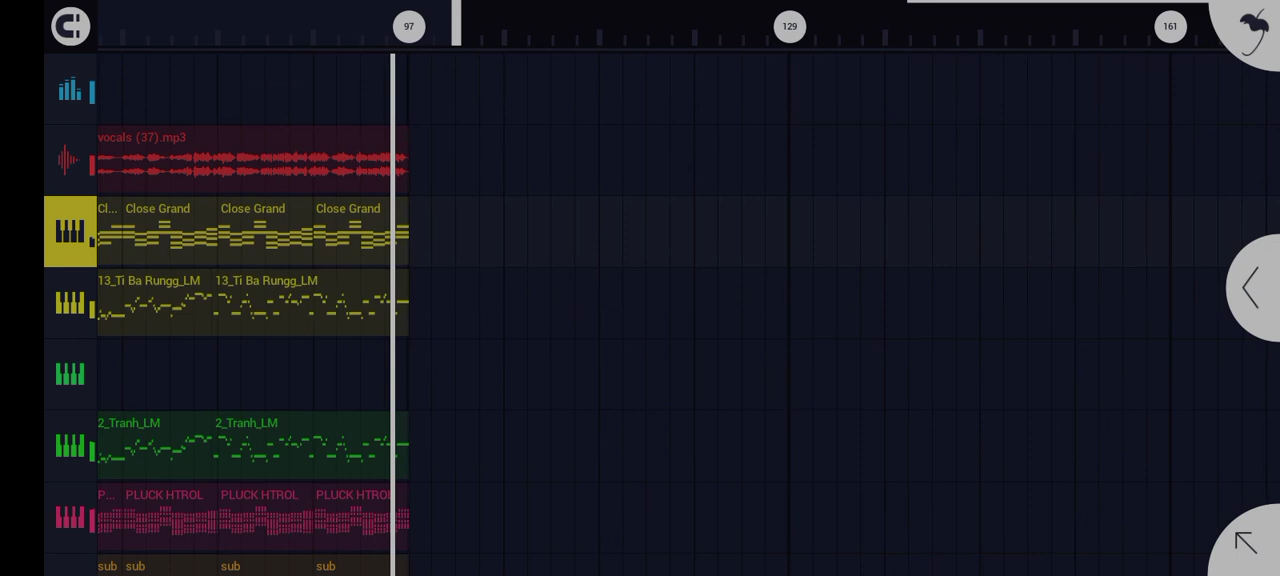 97 129 161
vocals (37).mp3
Cl... Close Grand Close Grand Close Grand
13_Ti Ba Rungg_LM 13_Ti Ba Rungg_LM
2_Tranh_LM 2_Tranh_LM
P... PLUCK HTROL PLUCK HTROL PLUCK HTROL
sub sub sub sub